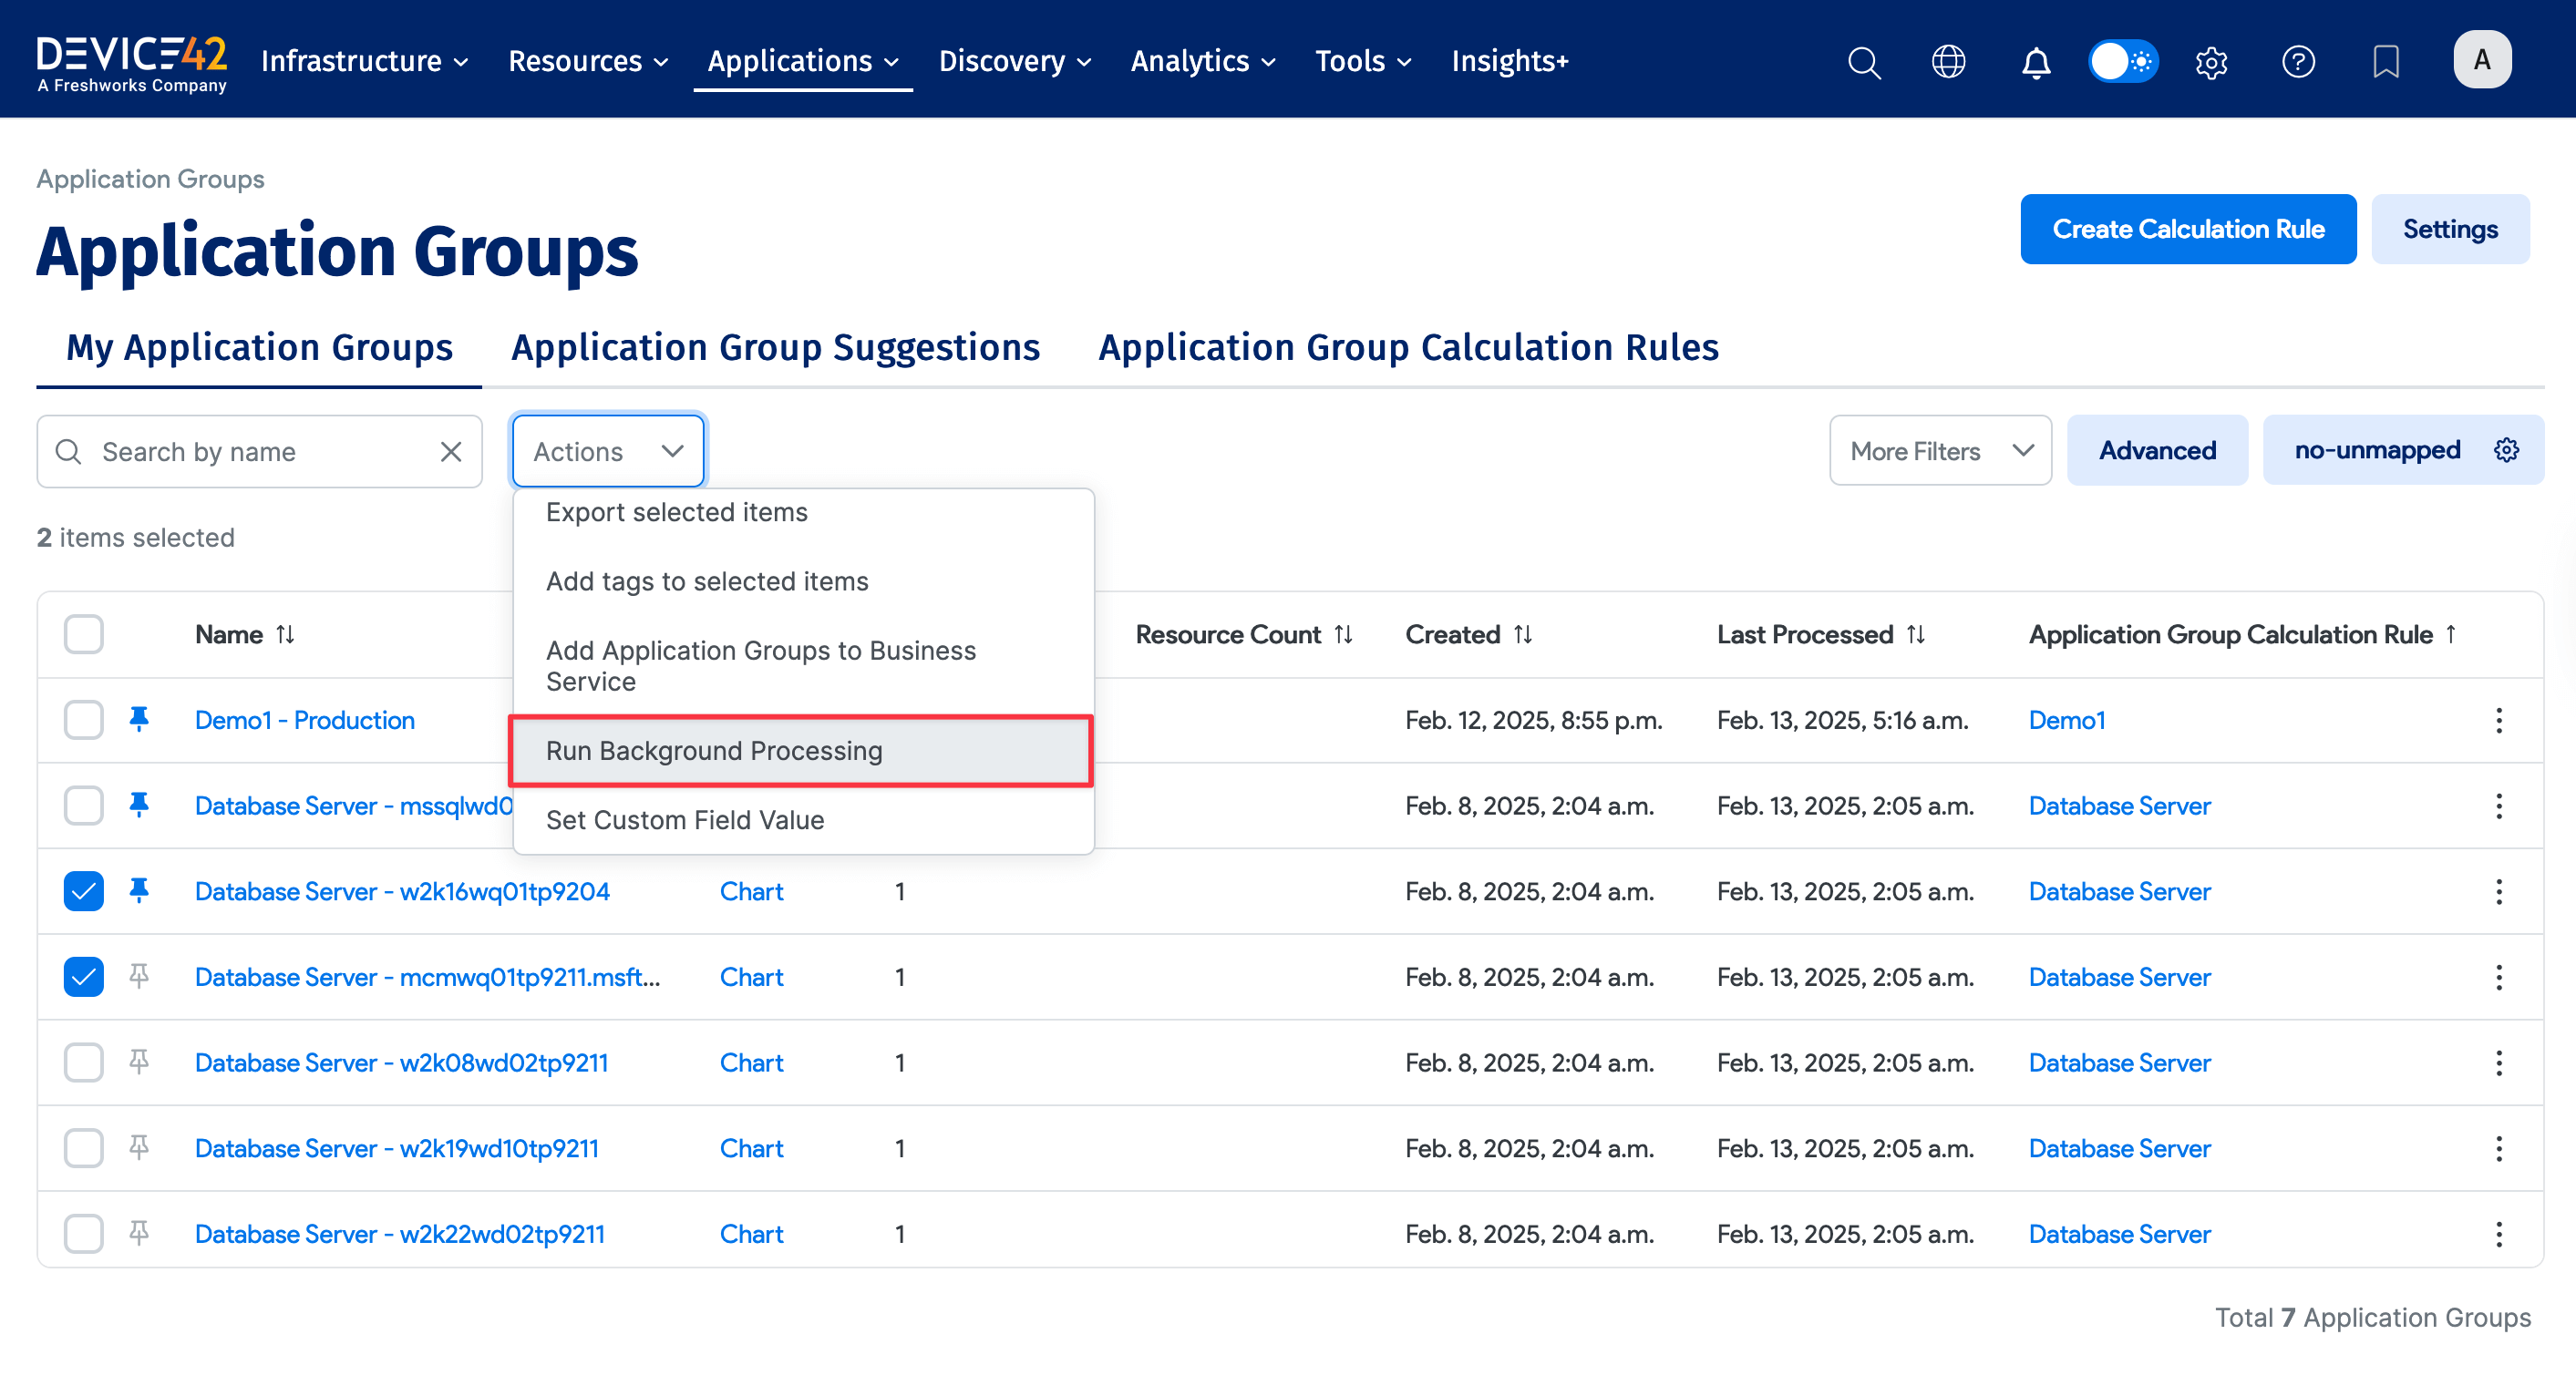 DEVICE42
A Freshworks Company
Infrastructure Resources Applications Discovery Analytics Tools Insights+
A
Application Groups
Application Groups
Create Calculation Rule Settings
My Application Groups Application Group Suggestions Application Group Calculation Rules
Search by name Actions More Filters Advanced no-unmapped
Export selected items
2 items selected
Add tags to selected items
Add Application Groups to Business
Service
Run Background Processing
Set Custom Field Value
Name Resource Count Created Last Processed Application Group Calculation Rule
Demo1 - Production Feb. 12, 2025, 8:55 p.m. Feb. 13, 2025, 5:16 a.m. Demo1
Database Server - mssqlwd0 Feb. 8, 2025, 2:04 a.m. Feb. 13, 2025, 2:05 a.m. Database Server
Database Server - w2k16wq01tp9204 Chart 1 Feb. 8, 2025, 2:04 a.m. Feb. 13, 2025, 2:05 a.m. Database Server
Database Server - mcmwq01tp9211.msft... Chart 1 Feb. 8, 2025, 2:04 a.m. Feb. 13, 2025, 2:05 a.m. Database Server
Database Server - w2k08wd02tp9211 Chart 1 Feb. 8, 2025, 2:04 a.m. Feb. 13, 2025, 2:05 a.m. Database Server
Database Server - w2k19wd10tp9211 Chart 1 Feb. 8, 2025, 2:04 a.m. Feb. 13, 2025, 2:05 a.m. Database Server
Database Server - w2k22wd02tp9211 Chart 1 Feb. 8, 2025, 2:04 a.m. Feb. 13, 2025, 2:05 a.m. Database Server
Total 7 Application Groups